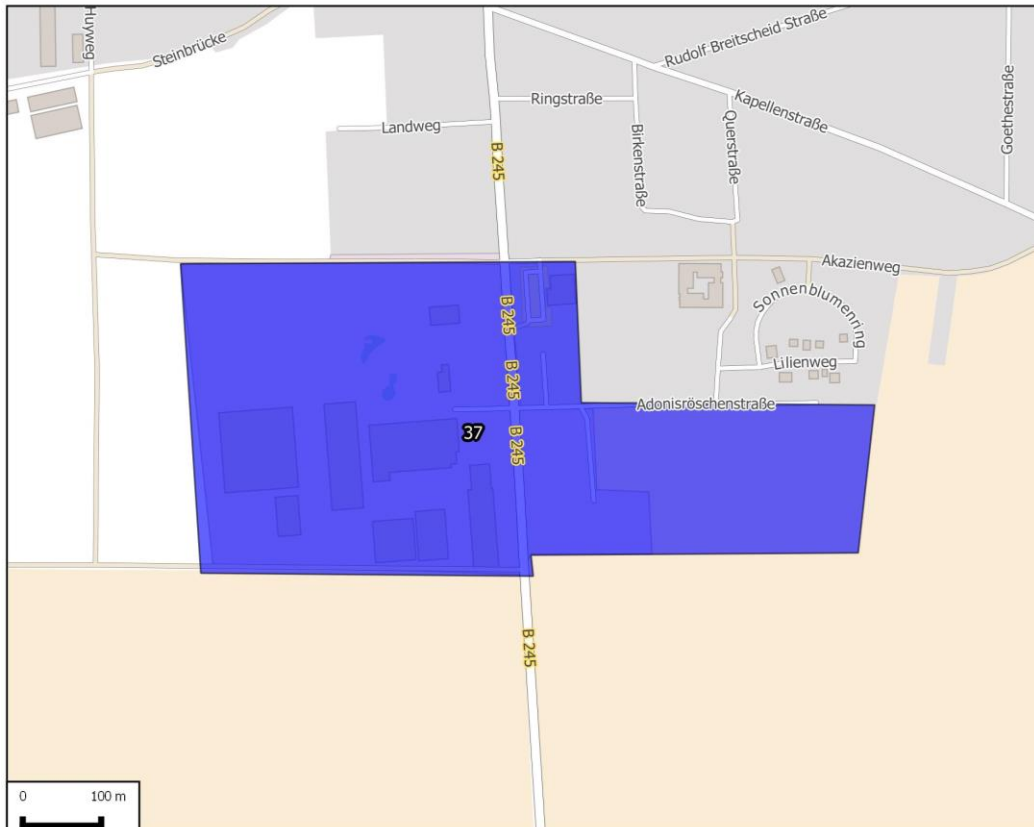 Huyweg
Steinbrücke
Rudolf Breitscheid Straße
Ringstraße
Kapellenstraße
Landweg
Birkenstraße
Querstraße
Goethestraße
B 245
Akazienweg
Sonnenblumenring
B 245
Lilienweg
B 245
Adonisröschenstraße
37
B 245
B 245
0 100 m